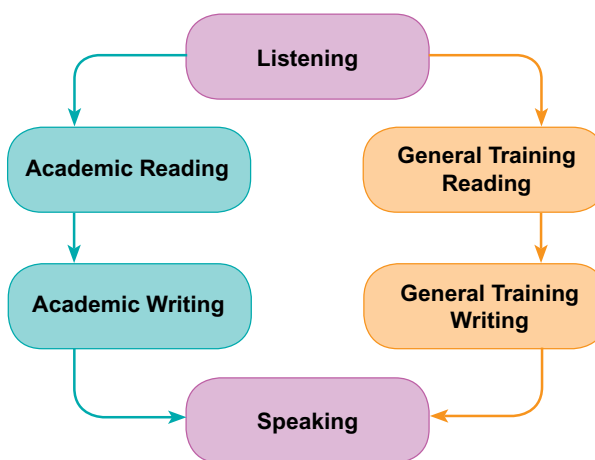 Listening
Academic Reading
General Training
Reading
Academic Writing
General Training
Writing
Speaking